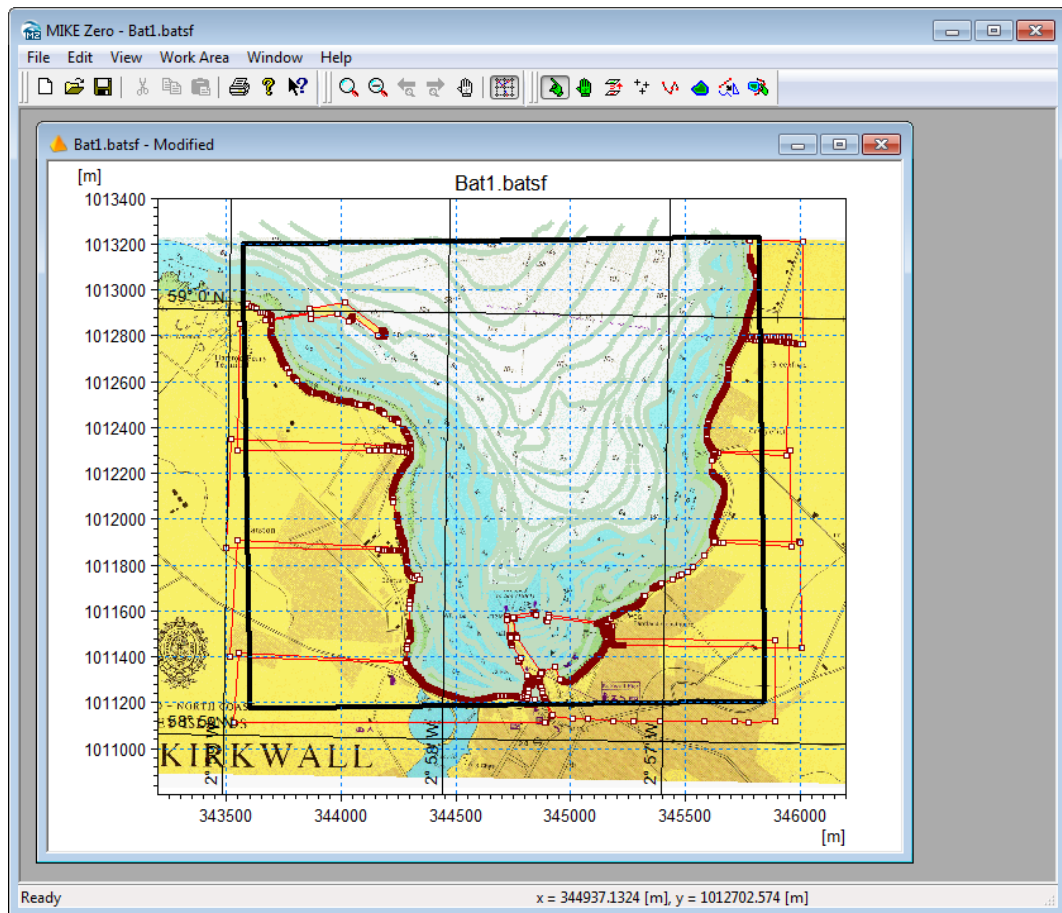 MIKE Zero - Bat1.batsf
File Edit View Work Area Window Help
Bat1.batsf - Modified
[m]
Bat1.batsf
1013400
1013200
1013000
59° 0' N
1012800
1012600
1012400
1012200
1012000
1011800
1011600
1011400
1011200
1011000
NORTH
58° 59' N
KIRKWALL
2° 58' W
2° 57' W
343500 344000 344500 345000 345500 346000
[m]
Ready x = 344937.1324 [m], y = 1012702.574 [m]